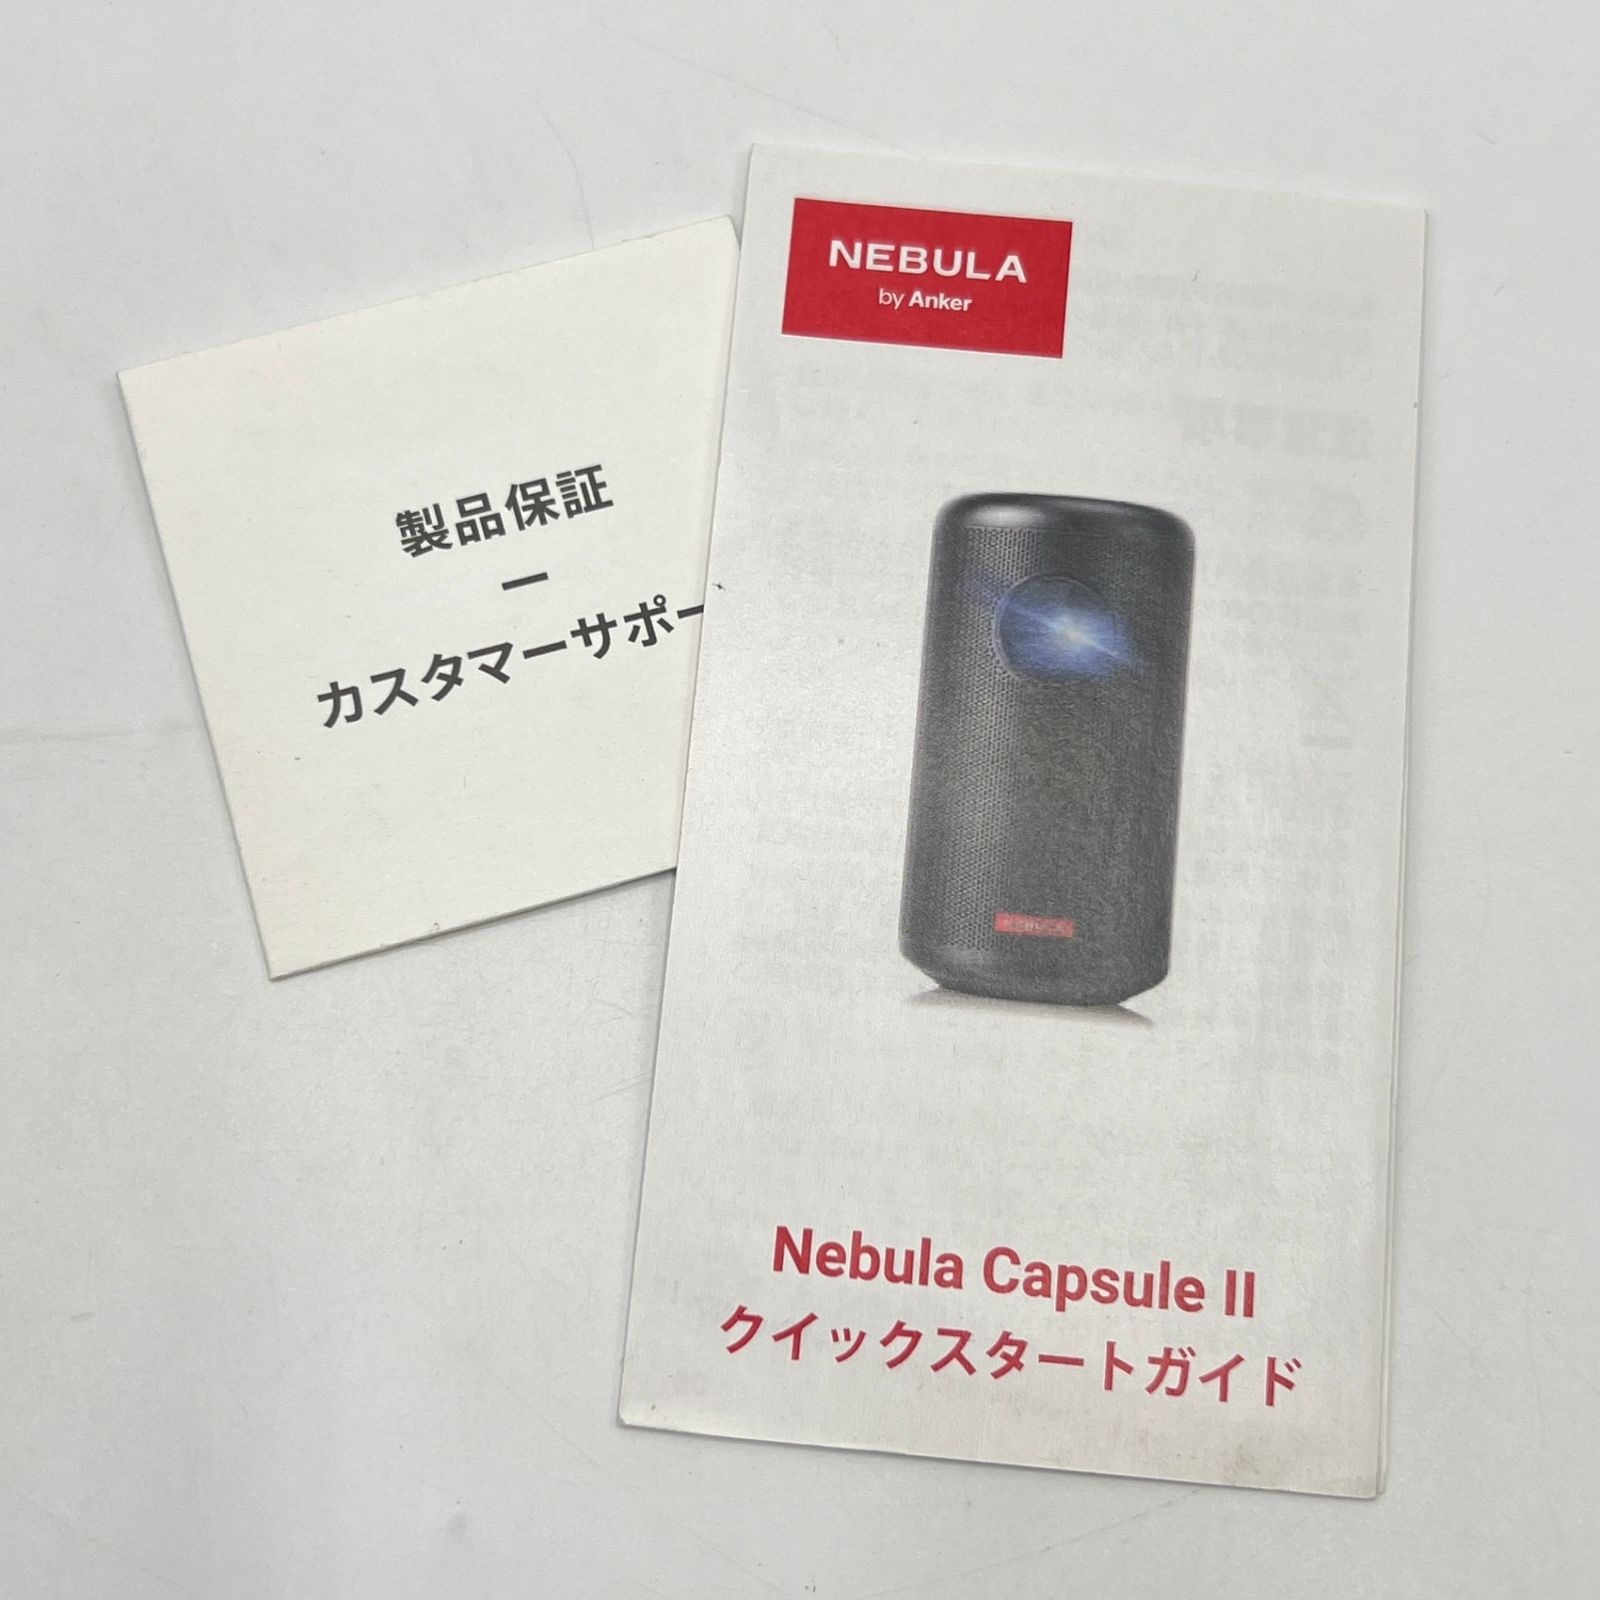 製品保証
ー
カスタマーサポー
NEBULA
by Anker
NEBULA
Nebula Capsule II
クイックスタートガイド